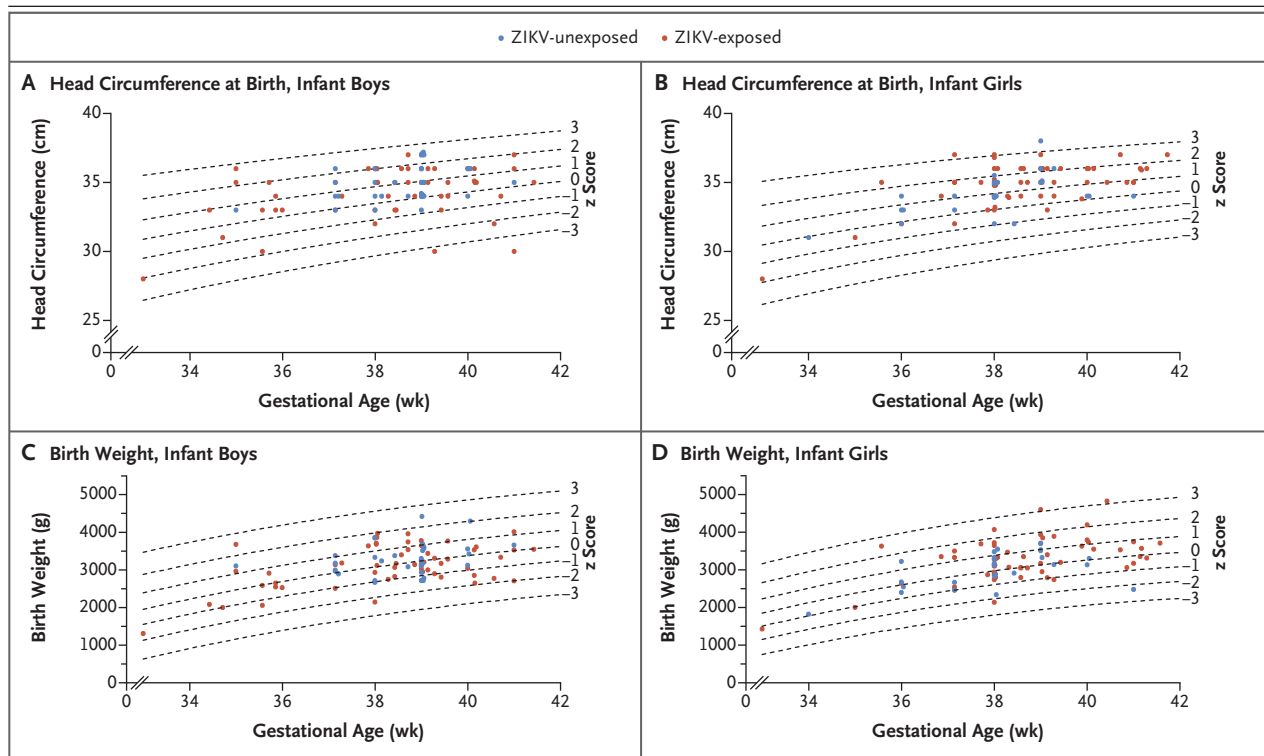 ZIKV-unexposed ZIKV-exposed
A Head Circumference at Birth, Infant Boys
40
35
30
25
0
Head Circumference (cm)
3
2
1
0
–1
–2
–3
z Score
0 34 36 38 40 42
Gestational Age (wk)
B Head Circumference at Birth, Infant Girls
40
35
30
25
0
Head Circumference (cm)
3
2
1
0
–1
–2
–3
z Score
0 34 36 38 40 42
Gestational Age (wk)
C Birth Weight, Infant Boys
5000
4000
3000
2000
1000
0
Birth Weight (g)
3
2
1
0
–1
–2
–3
z Score
0 34 36 38 40 42
Gestational Age (wk)
D Birth Weight, Infant Girls
5000
4000
3000
2000
1000
0
Birth Weight (g)
3
2
1
0
–1
–2
–3
z Score
0 34 36 38 40 42
Gestational Age (wk)